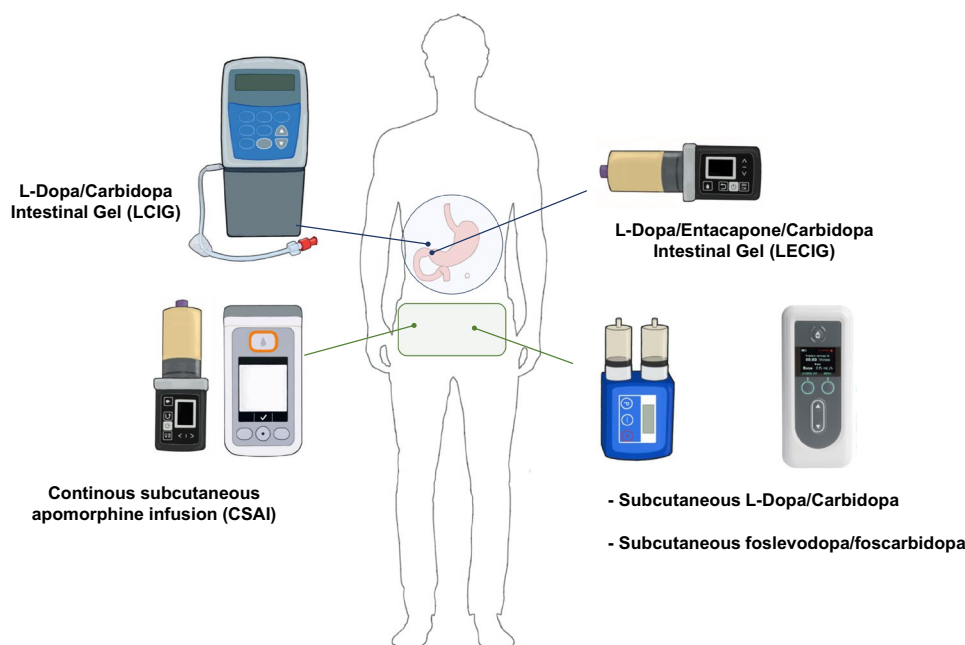 L-Dopa/Carbidopa
Intestinal Gel (LCIG)
L-Dopa/Entacapone/Carbidopa
Intestinal Gel (LECIG)
Continous subcutaneous
apomorphine infusion (CSAI)
- Subcutaneous L-Dopa/Carbidopa
- Subcutaneous foslevodopa/foscarbidopa